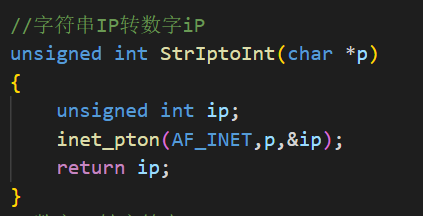 //字符串IP转数字iP
unsigned int StrIptoInt(char *p)
{
    unsigned int ip;
    inet_pton(AF_INET,p,&ip);
    return ip;
}